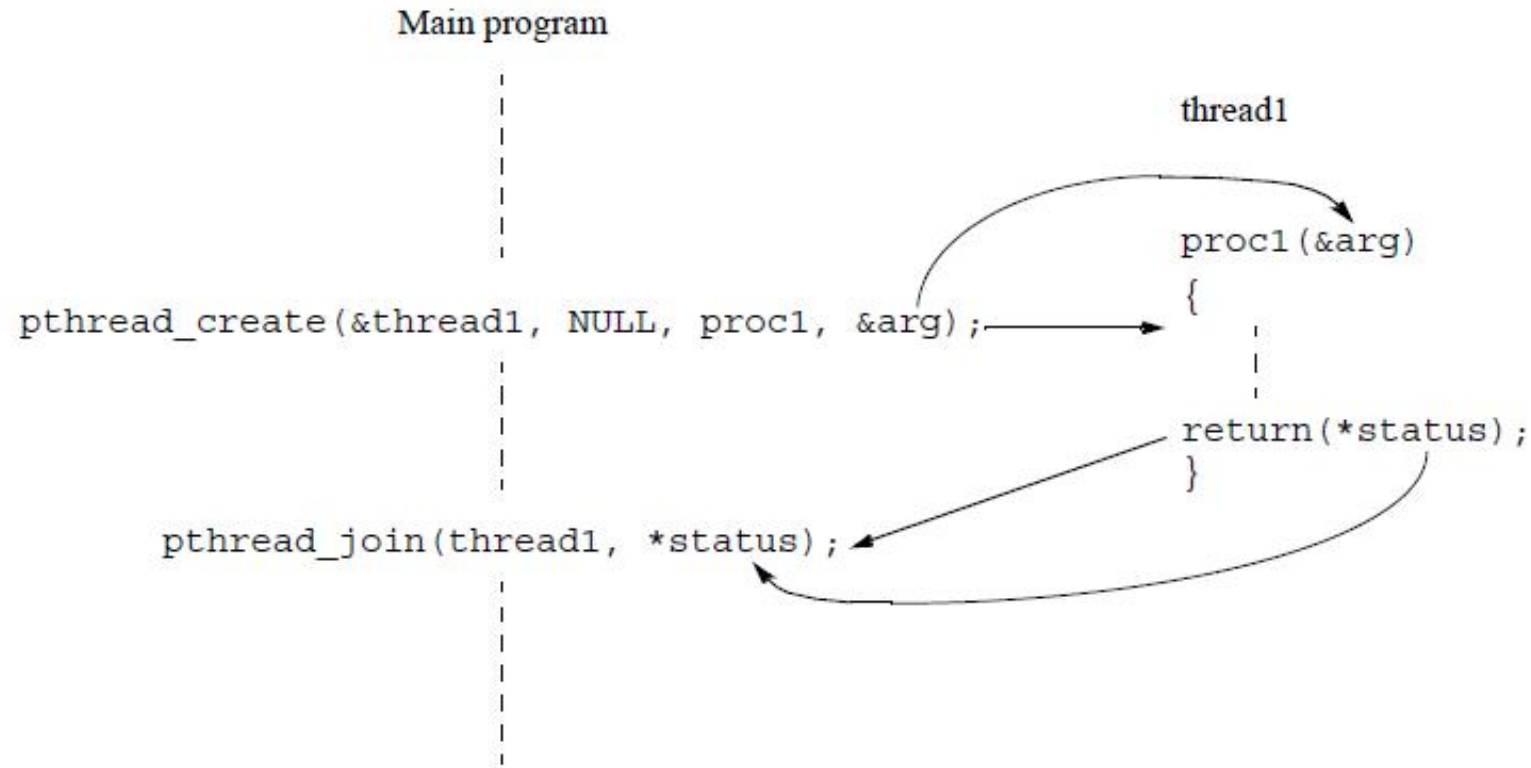 Main program
thread1
proc1(&arg)
{
pthread_create(&thread1, NULL, proc1, &arg);
return(*status);
}
pthread_join(thread1, *status);